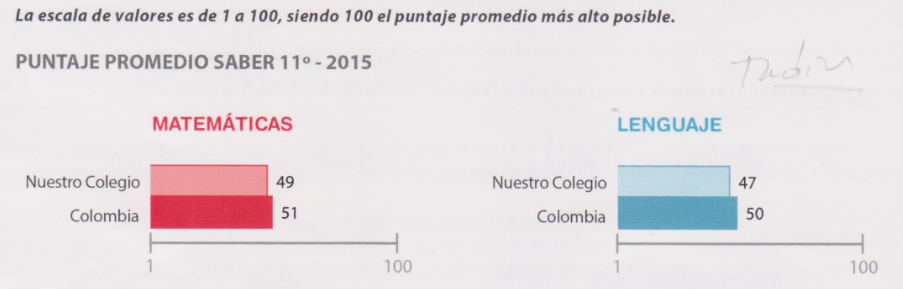 La escala de valores es de 1 a 100, siendo 100 el puntaje promedio más alto posible.
PUNTAJE PROMEDIO SABER 11º - 2015
MATEMÁTICAS
Nuestro Colegio 49
Colombia 51
1 100
LENGUAJE
Nuestro Colegio 47
Colombia 50
1 100